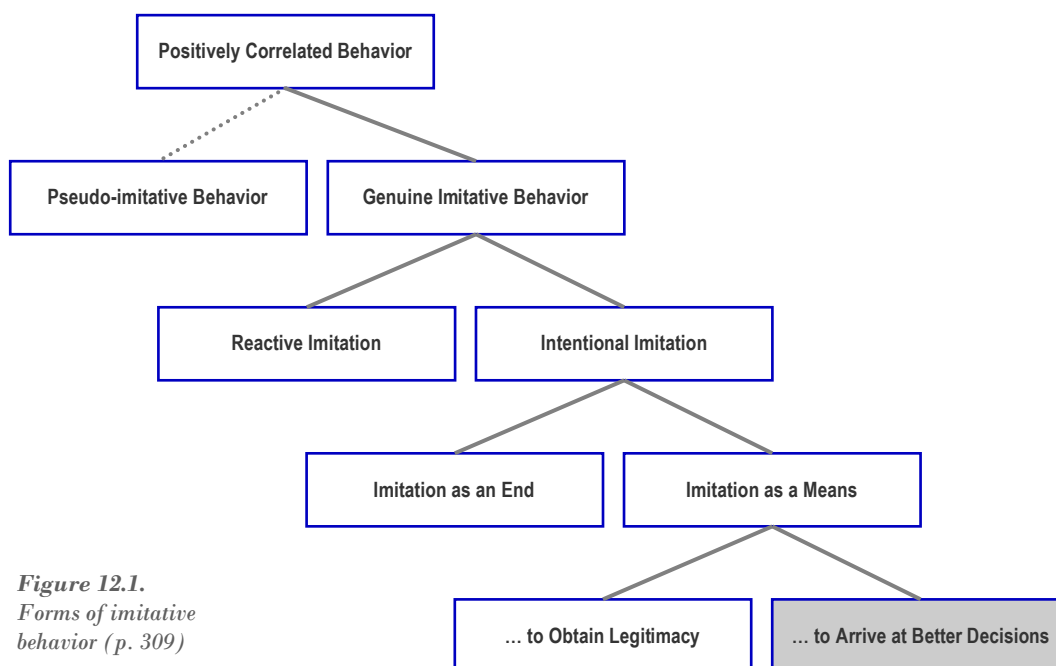 Positively Correlated Behavior
Pseudo-imitative Behavior
Genuine Imitative Behavior
Reactive Imitation
Intentional Imitation
Imitation as an End
Imitation as a Means
Figure 12.1.
Forms of imitative
behavior (p. 309)
... to Obtain Legitimacy
... to Arrive at Better Decisions